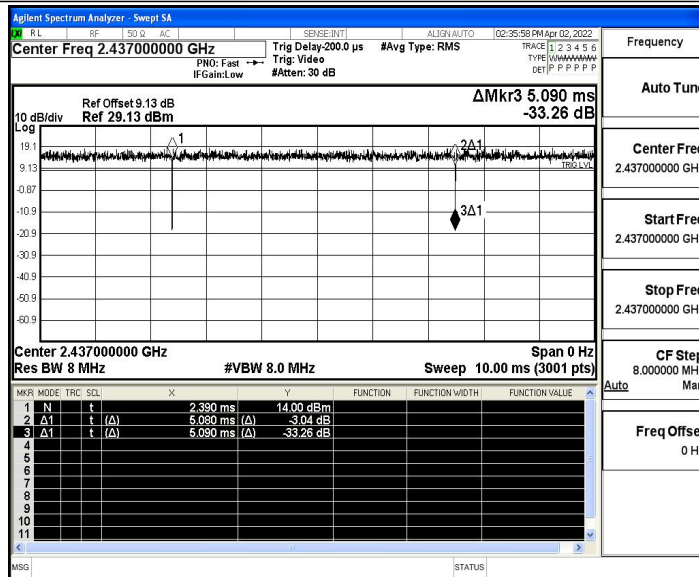 Agilent Spectrum Analyzer - Swept SA
RL RF 50 Ω AC SENSE:INT ALIGN AUTO 02:35:58 PM Apr 02, 2022
Center Freq 2.437000000 GHz
PNO: Fast
IFGain:Low
Trig Delay-200.0 µs
Trig: Video
#Atten: 30 dB
#Avg Type: RMS
TRACE 1 2 3 4 5 6
TYPE WWWWWW
DET P P P P P P
Ref Offset 9.13 dB
10 dB/div Ref 29.13 dBm
Log
ΔMkr3 5.090 ms
-33.26 dB
19.1
9.13
-0.87
-10.9
-20.9
-30.9
-40.9
-50.9
-60.9
1
2Δ1
TRIG LVL
3Δ1
Center 2.437000000 GHz Span 0 Hz
Res BW 8 MHz #VBW 8.0 MHz Sweep 10.00 ms (3001 pts)
MKR MODE TRC SCL X Y FUNCTION FUNCTION WIDTH FUNCTION VALUE
1 N t 2.390 ms 14.00 dBm
2 Δ1 t (Δ) 5.080 ms (Δ) -3.04 dB
3 Δ1 t (Δ) 5.090 ms (Δ) -33.26 dB
4
5
6
7
8
9
10
11
MSG STATUS
Frequency
Auto Tun
Center Fre
2.437000000 GH
Start Fre
2.437000000 GH
Stop Fre
2.437000000 GH
CF Step
8.000000 MH
Auto Ma
Freq Offse
0 H